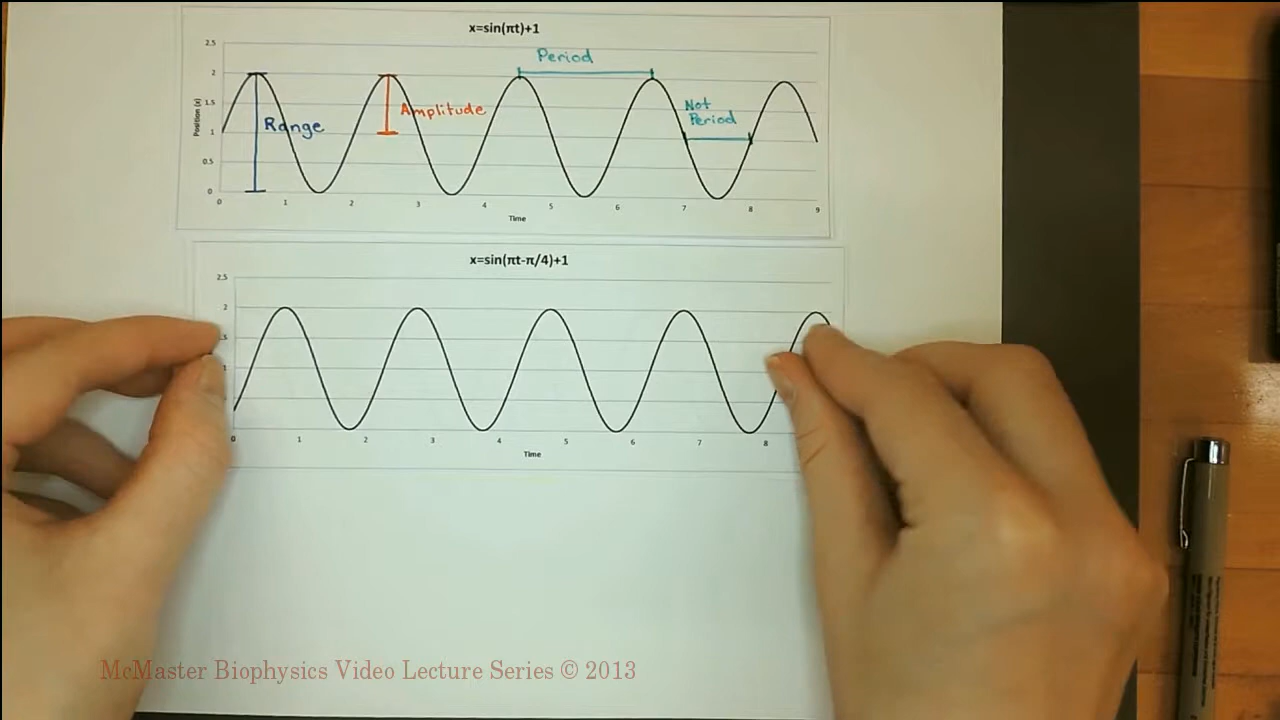 x=sin(πt)+1
2.5
2
1.5
1
0.5
0
Position (x)
Range
Amplitude
Period
Not
Period
0 1 2 3 4 5 6 7 8 9
Time
x=sin(πt-π/4)+1
2.5
2
1
0 1 2 3 4 5 6 7 8
Time
McMaster Biophysics Video Lecture Series © 2013